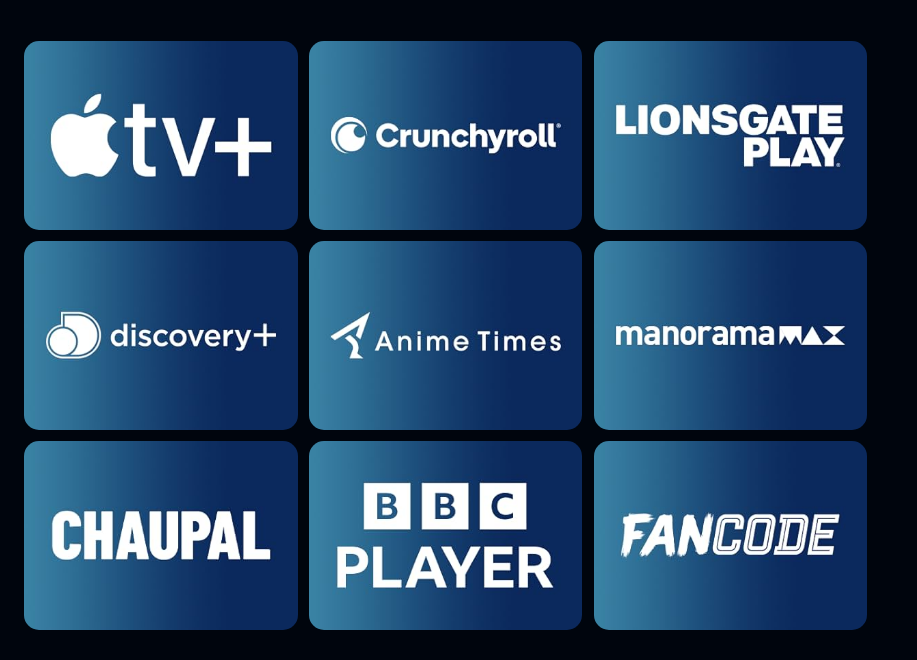 tv+
Crunchyroll
LIONSGATE
PLAY
discovery+
Anime Times
manorama MAX
CHAUPAL
BBC
PLAYER
FANCODE